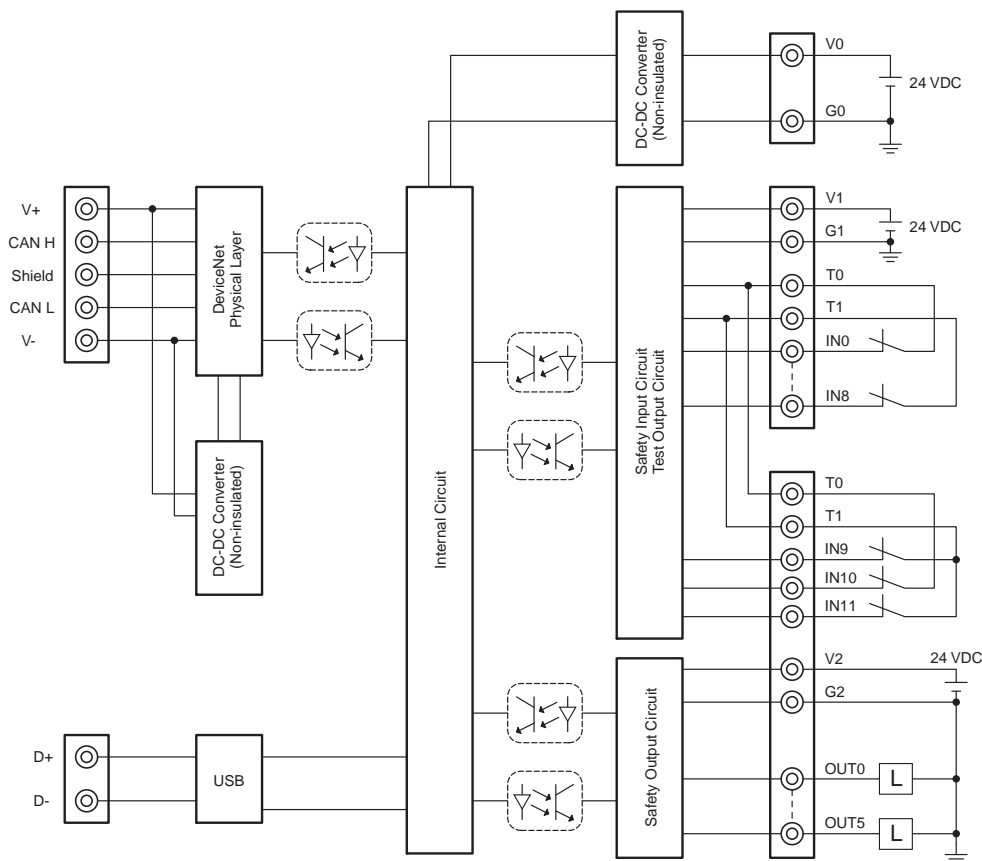 DC-DC Converter
(Non-insulated)
V0
24 VDC
G0
V+
CAN H
Shield
CAN L
V-
DeviceNet
Physical Layer
DC-DC Converter
(Non-insulated)
Internal Circuit
Safety Input Circuit
Test Output Circuit
V1
24 VDC
G1
T0
T1
IN0
IN8
T0
T1
IN9
IN10
IN11
D+
D-
USB
Safety Output Circuit
V2
24 VDC
G2
OUT0
L
OUT5
L